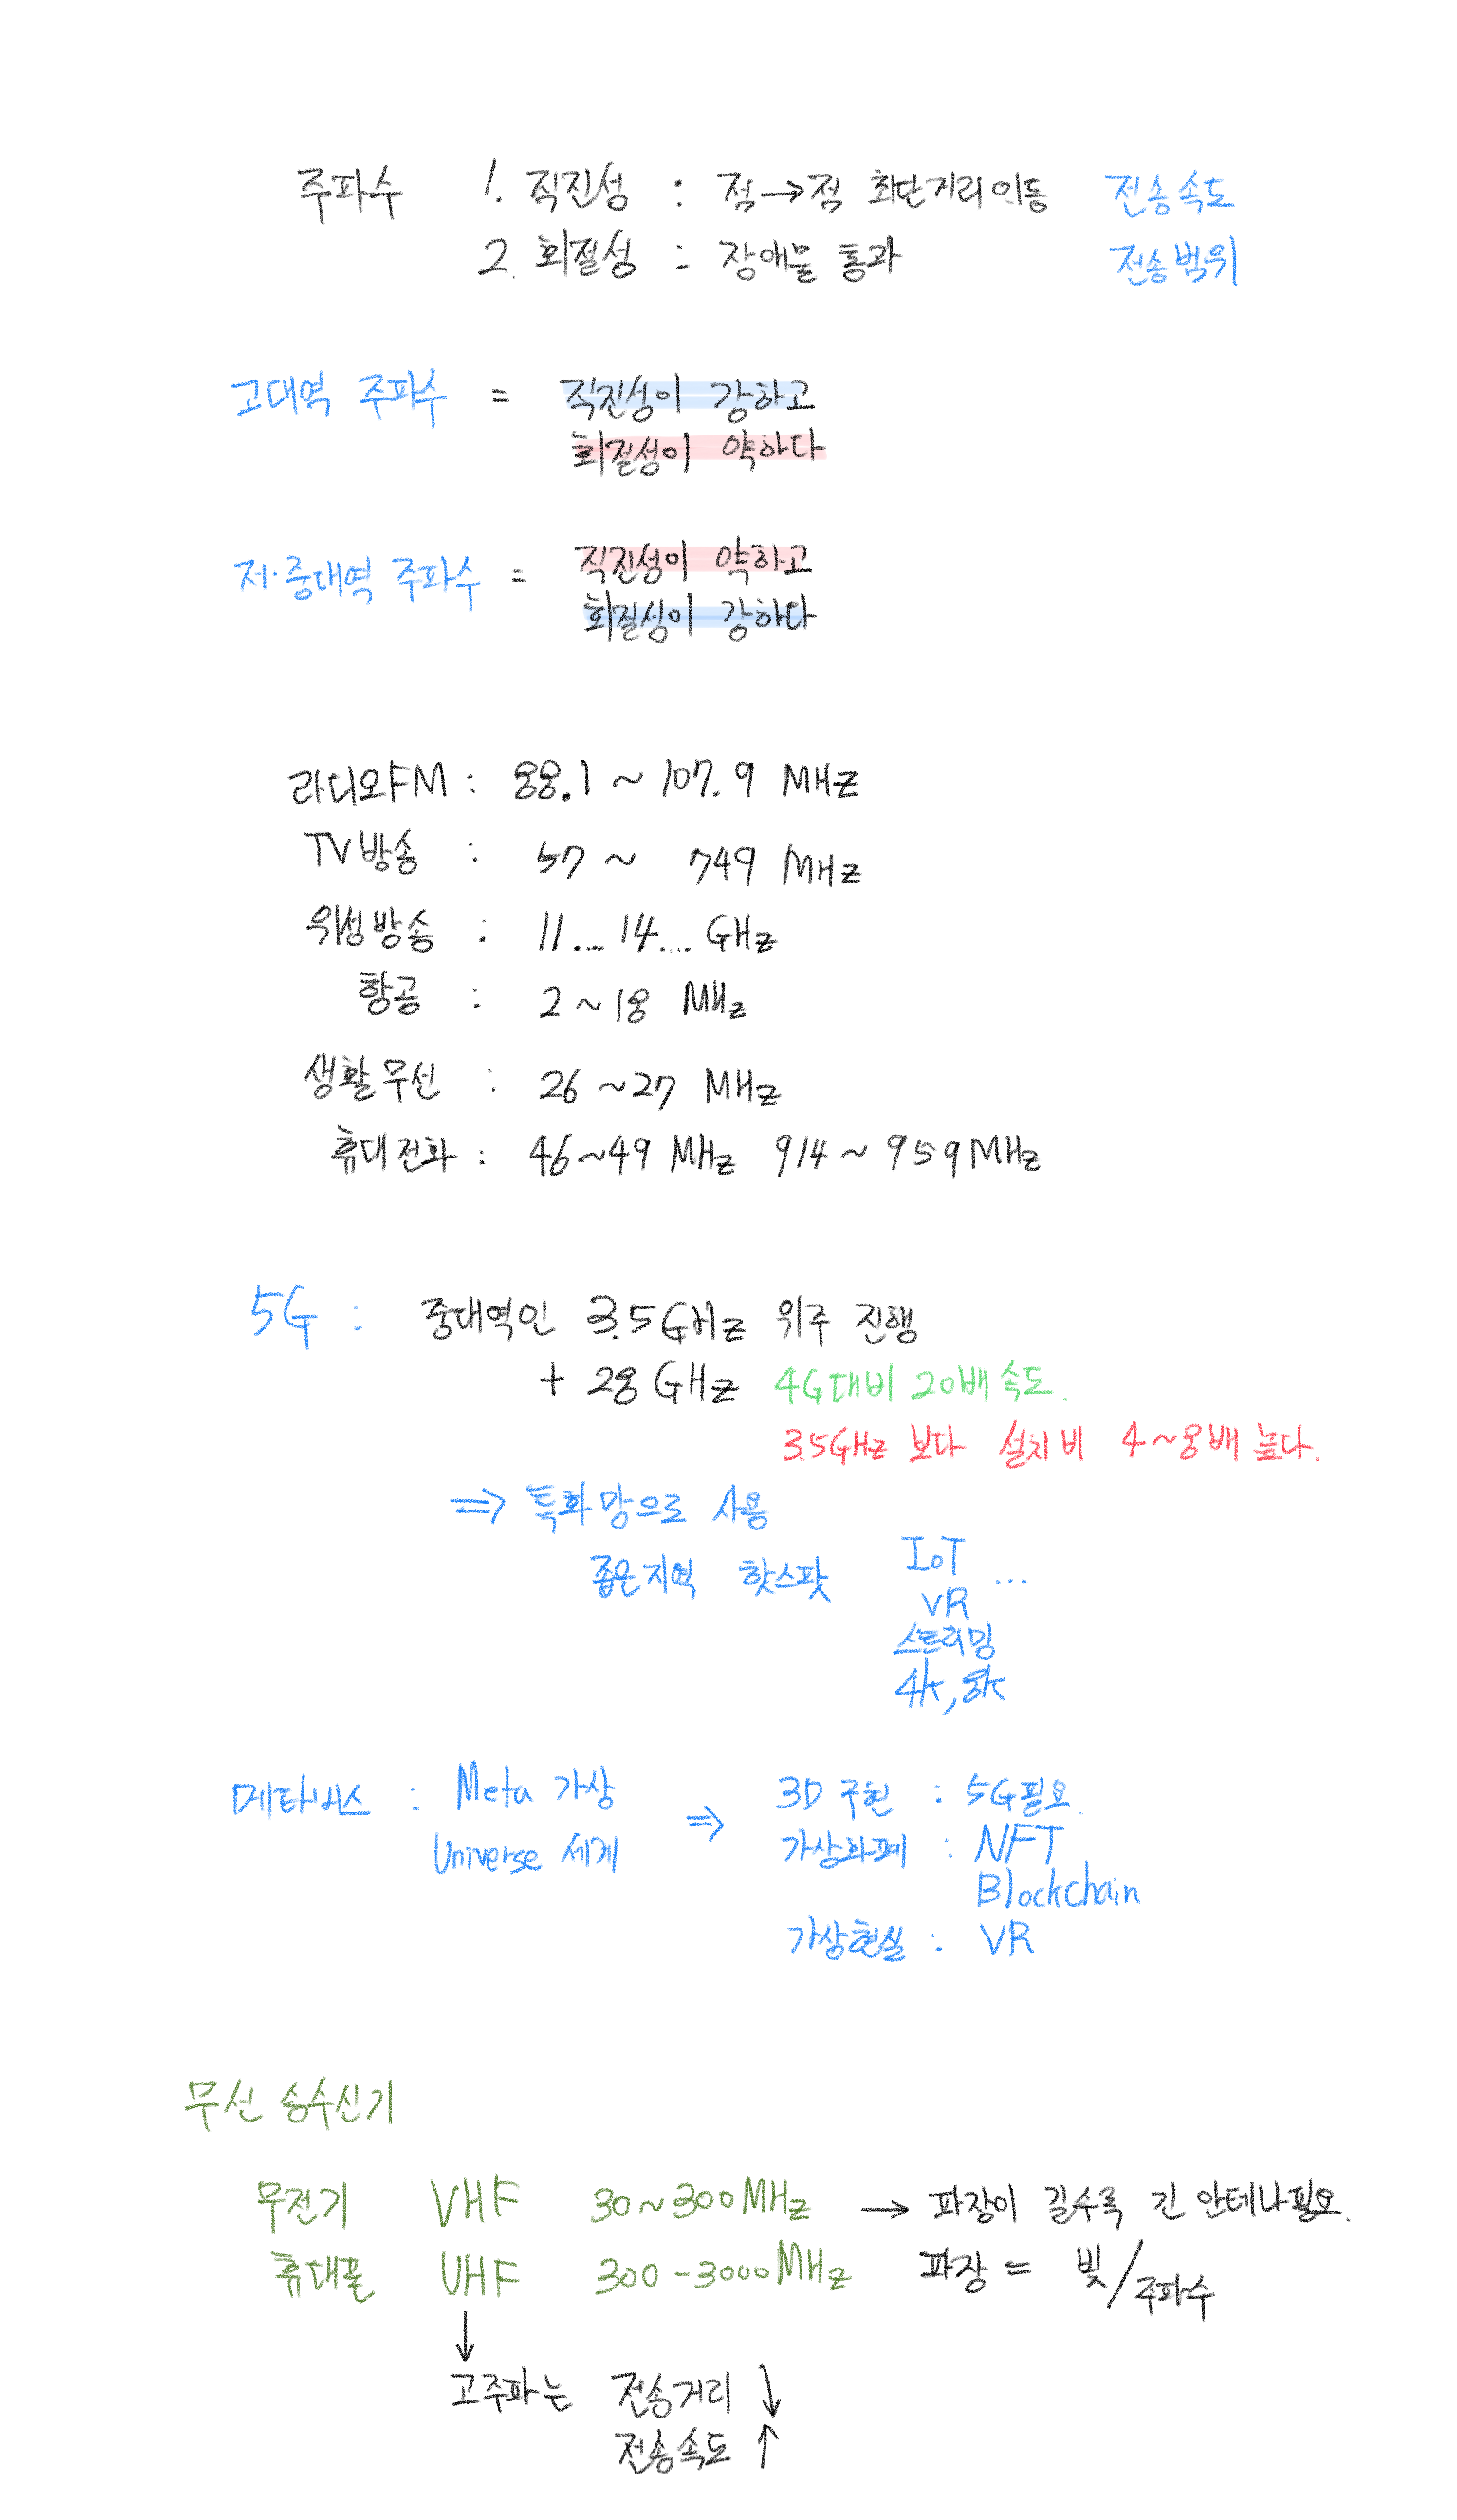 주파수 1. 직진성 : 점→점 최단거리이동 전송속도
2. 회절성 : 장애물 통과 전송범위
고대역 주파수 = 직진성이 강하고
회절성이 약하다
저·중대역 주파수 = 직진성이 약하고
회절성이 강하다
라디오FM : 88.1 ~ 107.9 MHz
TV방송 : 57 ~ 749 MHz
위성방송 : 11... 14... GHz
항공 : 2 ~ 18 MHz
생활무선 : 26 ~ 27 MHz
휴대전화 : 46~49 MHz 914 ~ 959MHz
5G : 중대역인 3.5GHz 위주 진행
+ 28 GHz 4G대비 20배 속도.
3.5GHz 보다 설치비 4~8배 높다.
⇒ 특화망으로 사용
좁은지역 핫스팟 IoT ...
VR
스트리밍
4k, 8k
메타버스 : Meta 가상 ⇒ 3D 구현 : 5G필요.
Universe 세계 가상화폐 : NFT
Blockchain
가상현실 : VR
무선 송수신기
무전기 VHF 30~300MHz → 파장이 길수록 긴 안테나필요.
휴대폰 UHF 300-3000MHz 파장 = 빛/주파수
↓
고주파는 전송거리 ↓
전송속도 ↑